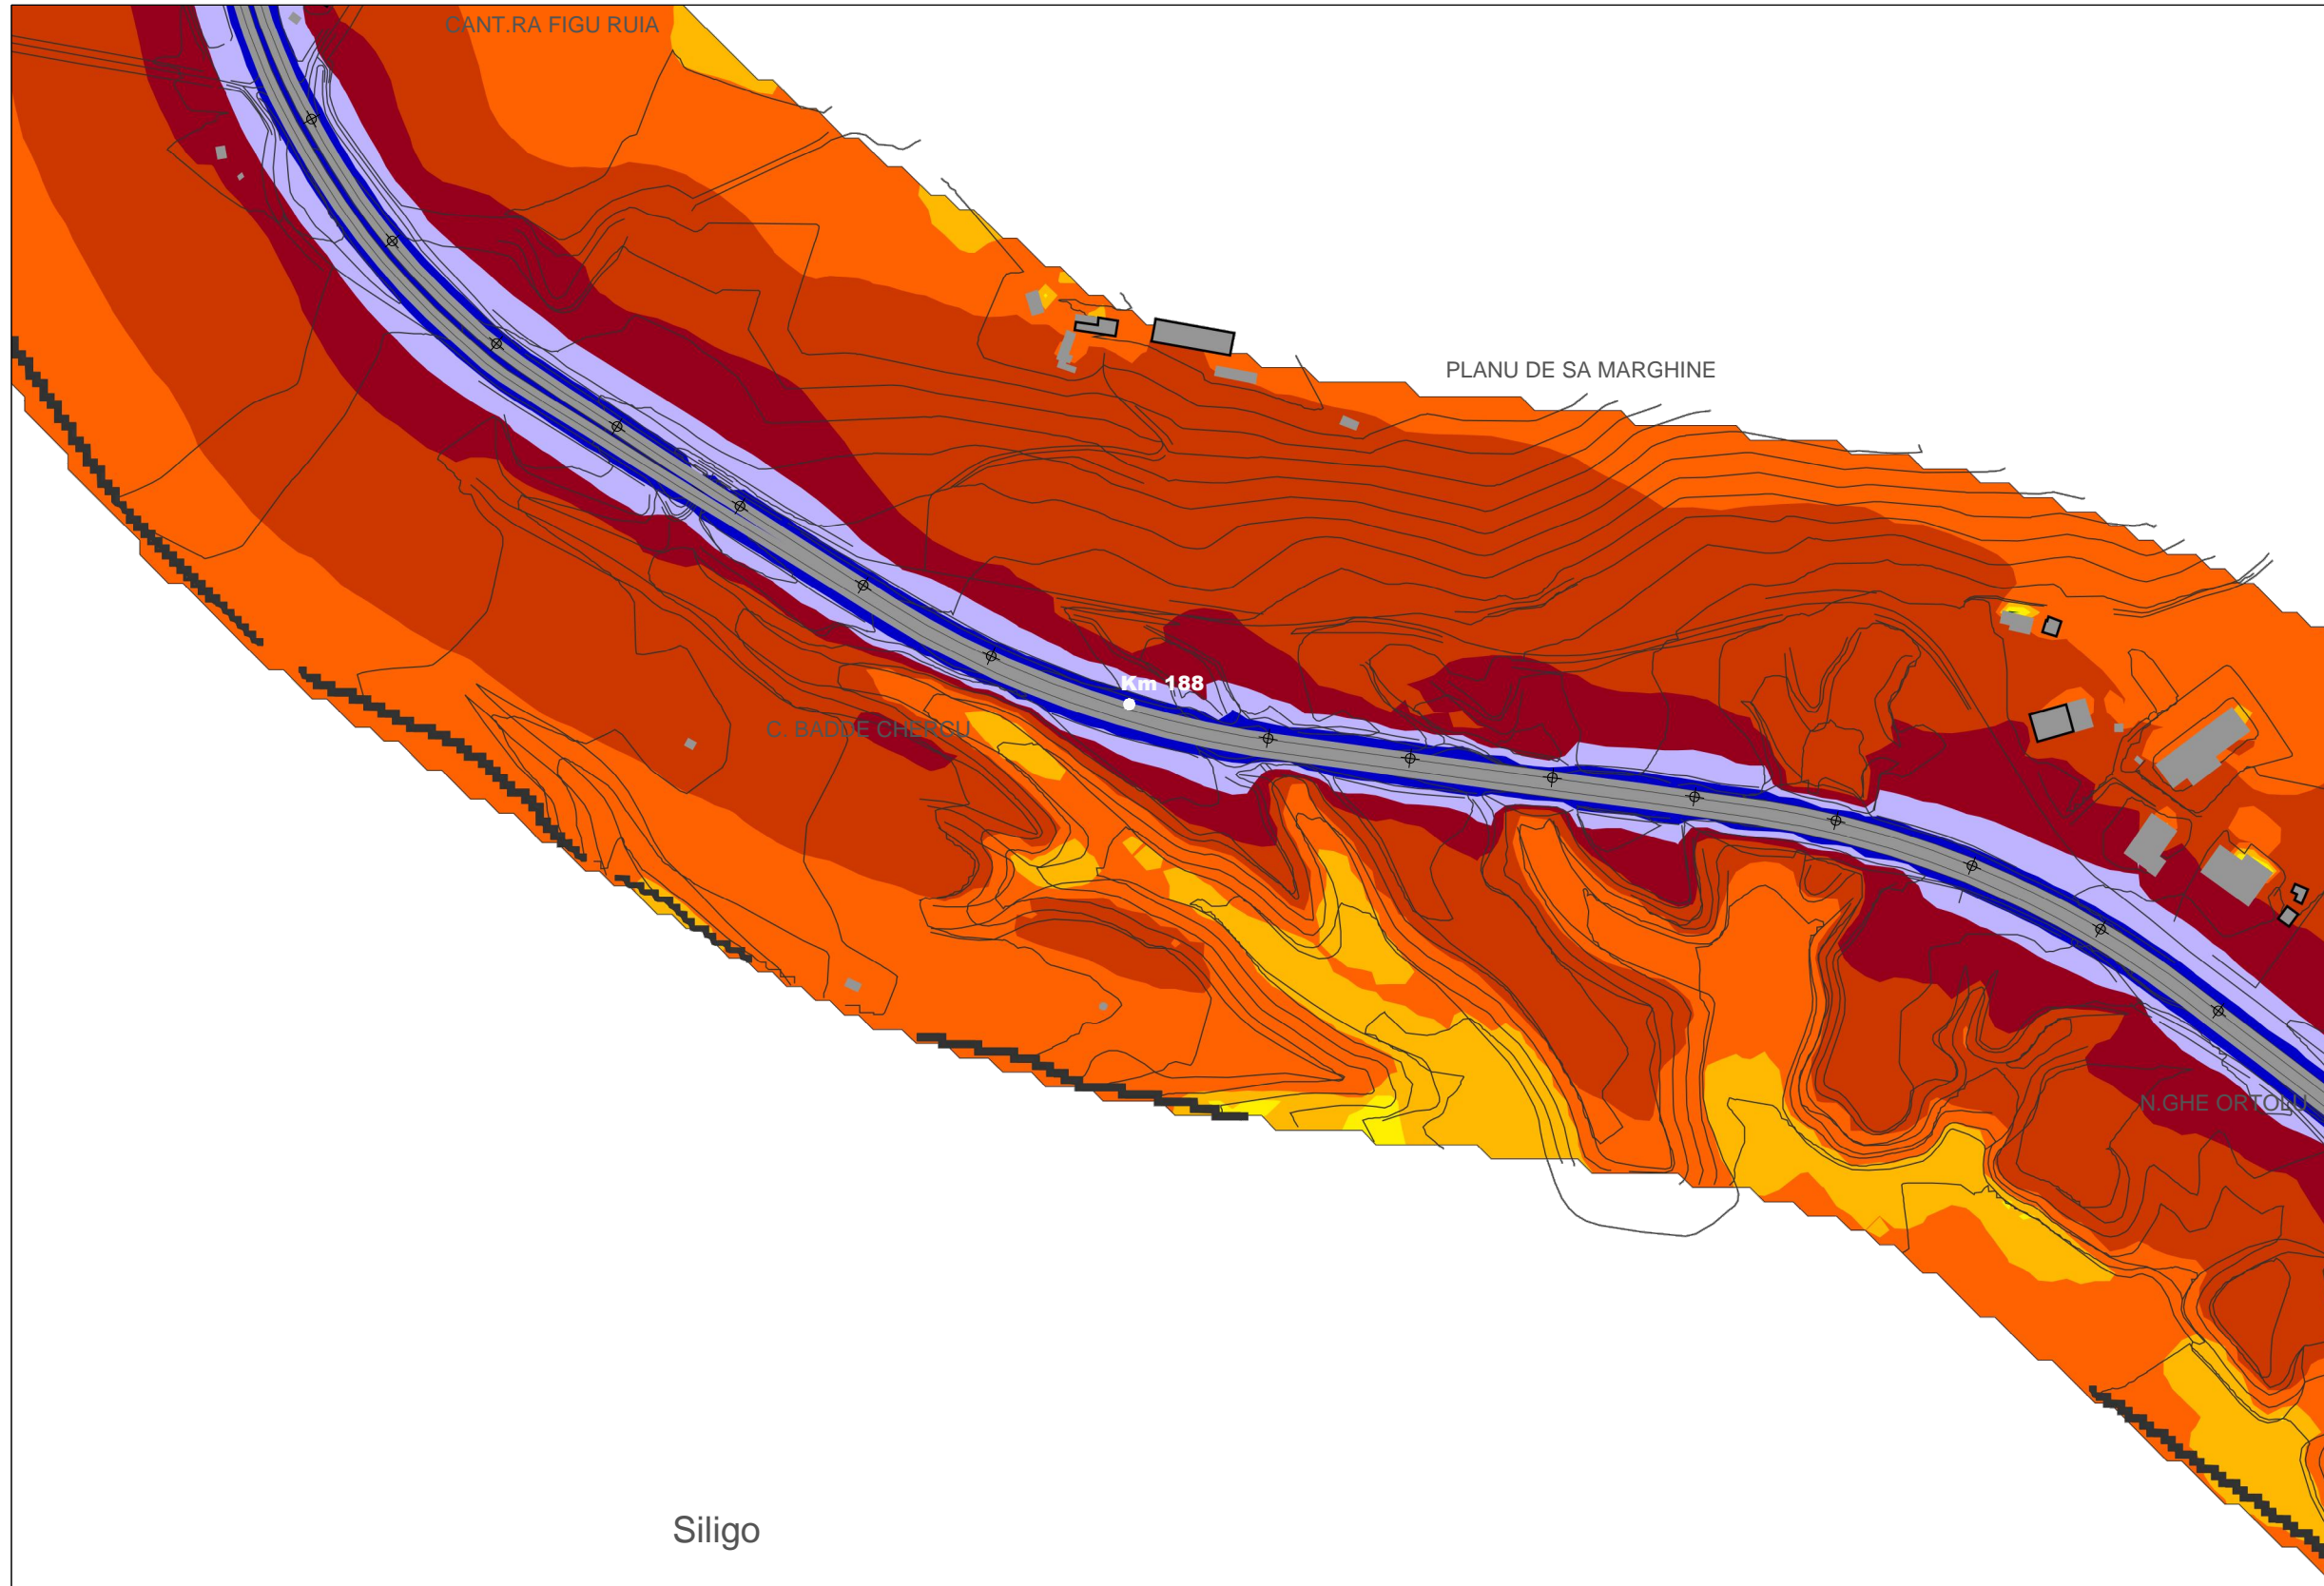 CANT.RA FIGU RUIA
PLANU DE SA MARGHINE
Km 188
C. BADDE CHERCU
N.GHE ORTOLU
Siligo